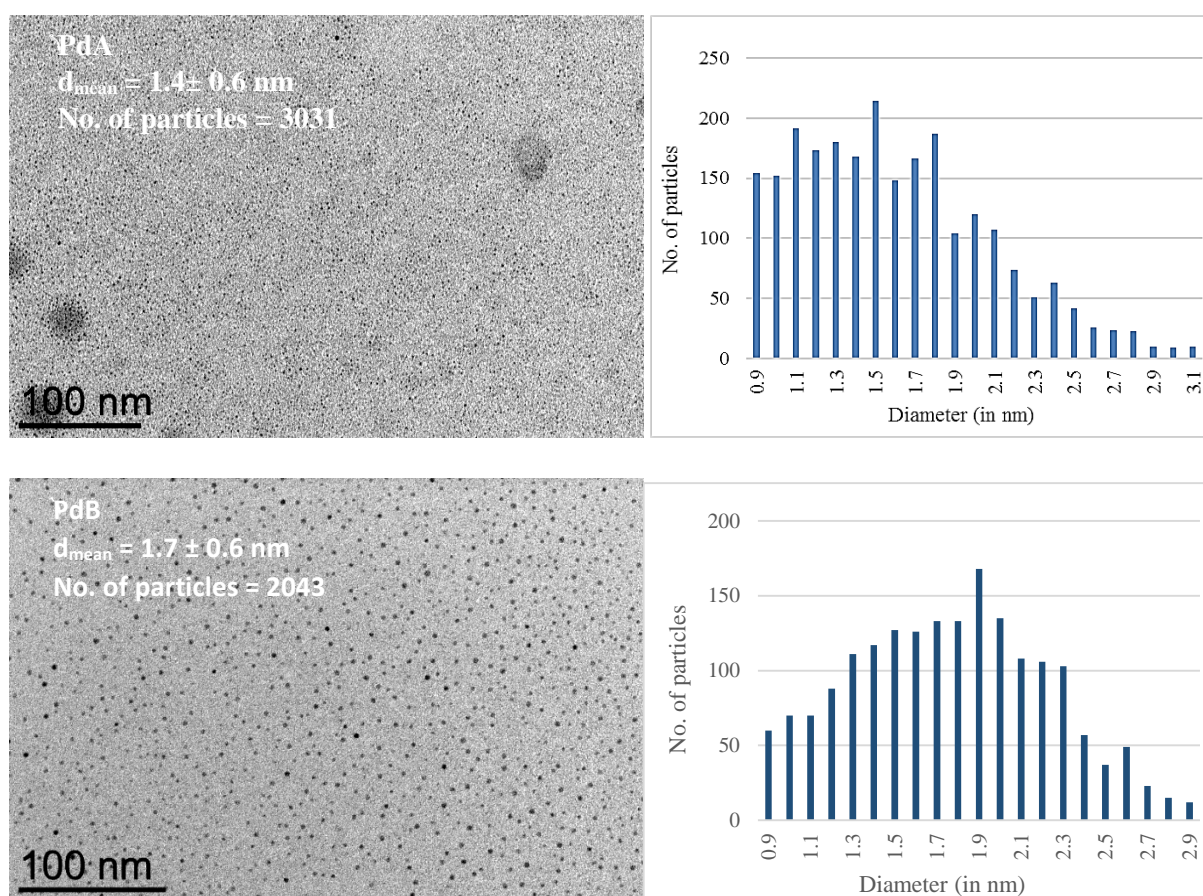 PdA
dmean = 1.4± 0.6 nm
No. of particles = 3031
100 nm
No. of particles
250
200
150
100
50
0
0.9
1.1
1.3
1.5
1.7
1.9
2.1
2.3
2.5
2.7
2.9
3.1
Diameter (in nm)
PdB
dmean = 1.7 ± 0.6 nm
No. of particles = 2043
100 nm
No. of particles
200
150
100
50
0
0.9
1.1
1.3
1.5
1.7
1.9
2.1
2.3
2.5
2.7
2.9
Diameter (in nm)